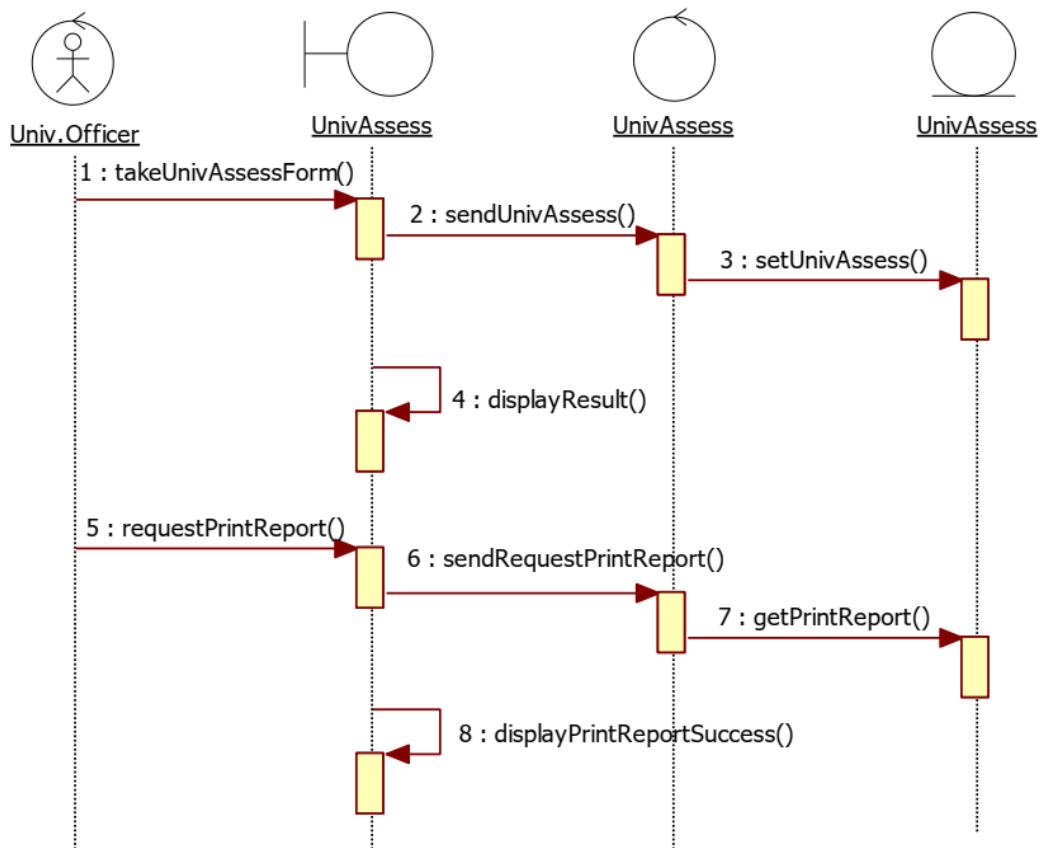 Univ.Officer
UnivAssess
UnivAssess
UnivAssess
1 : takeUnivAssessForm()
2 : sendUnivAssess()
3 : setUnivAssess()
4 : displayResult()
5 : requestPrintReport()
6 : sendRequestPrintReport()
7 : getPrintReport()
8 : displayPrintReportSuccess()